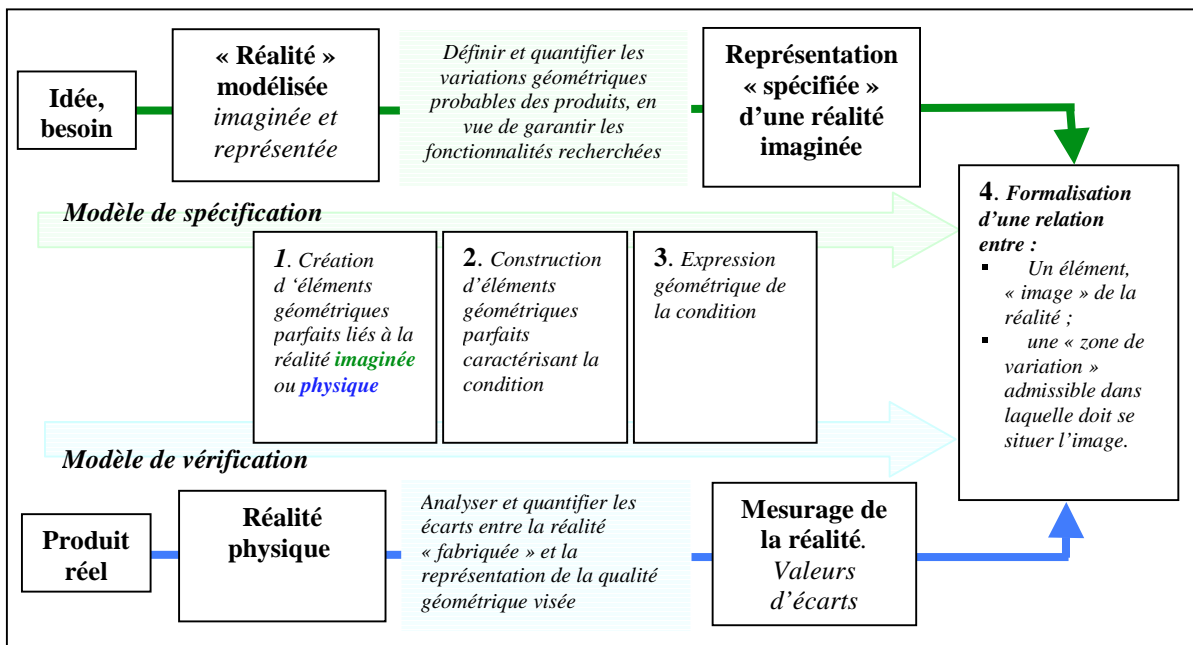 Idée,
besoin
« Réalité »
modélisée
imaginée et
représentée
Définir et quantifier les
variations géométriques
probables des produits, en
vue de garantir les
fonctionnalités recherchées
Représentation
« spécifiée »
d’une réalité
imaginée
Modèle de spécification
1. Création
d ‘éléments
géométriques
parfaits liés à la
réalité imaginée
ou physique
2. Construction
d’éléments
géométriques
parfaits
caractérisant la
condition
3. Expression
géométrique de
la condition
4. Formalisation
d’une relation
entre :
▪ Un élément,
« image » de la
réalité ;
▪ une « zone de
variation »
admissible dans
laquelle doit se
situer l’image.
Modèle de vérification
Produit
réel
Réalité
physique
Analyser et quantifier les
écarts entre la réalité
« fabriquée » et la
représentation de la qualité
géométrique visée
Mesurage de
la réalité.
Valeurs
d’écarts